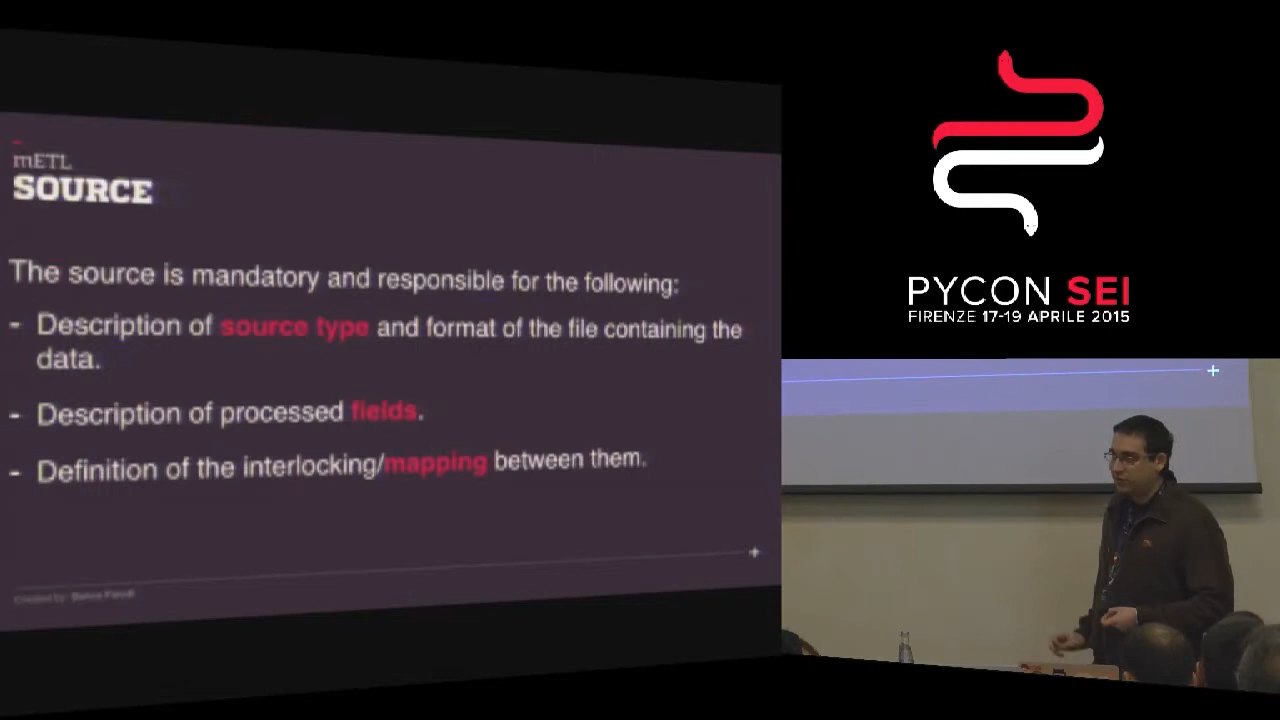 mETL
SOURCE
The source is mandatory and responsible for the following:
- Description of source type and format of the file containing the
data.
- Description of processed fields.
- Definition of the interlocking/mapping between them.
Created by:
PYCON SEI
FIRENZE 17-19 APRILE 2015